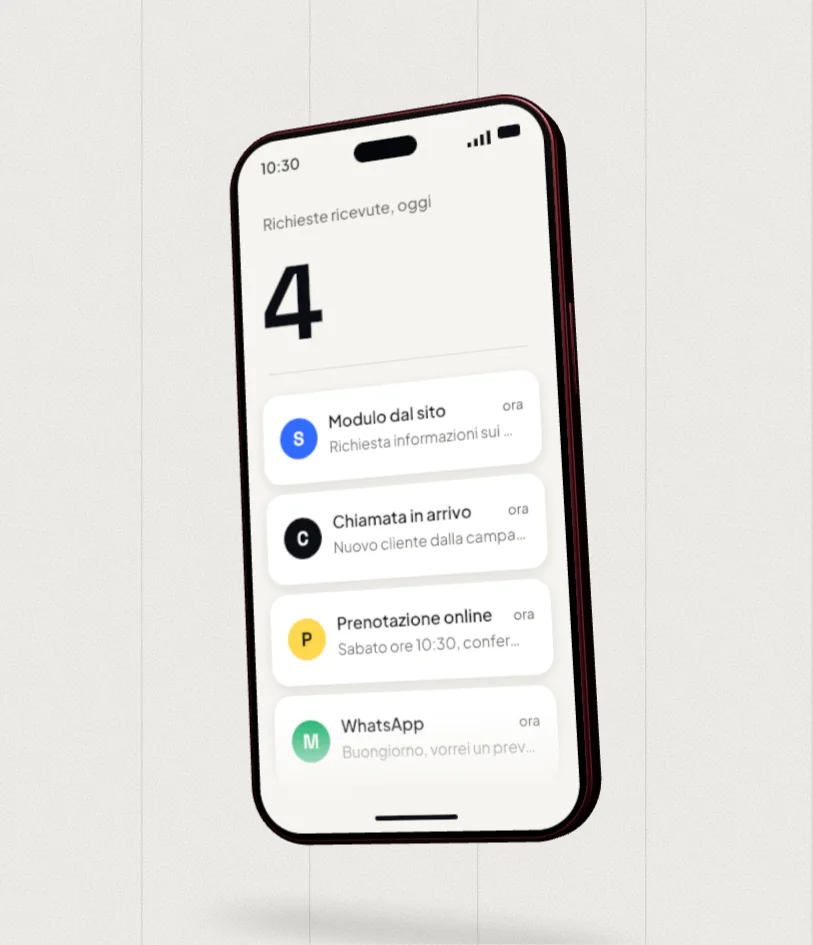 10:30
Richieste ricevute, oggi
4
S
Modulo dal sito
ora
Richiesta informazioni sui ...
C
Chiamata in arrivo
ora
Nuovo cliente dalla campa...
P
Prenotazione online
ora
Sabato ore 10:30, confer...
M
WhatsApp
ora
Buongiorno, vorrei un prev...